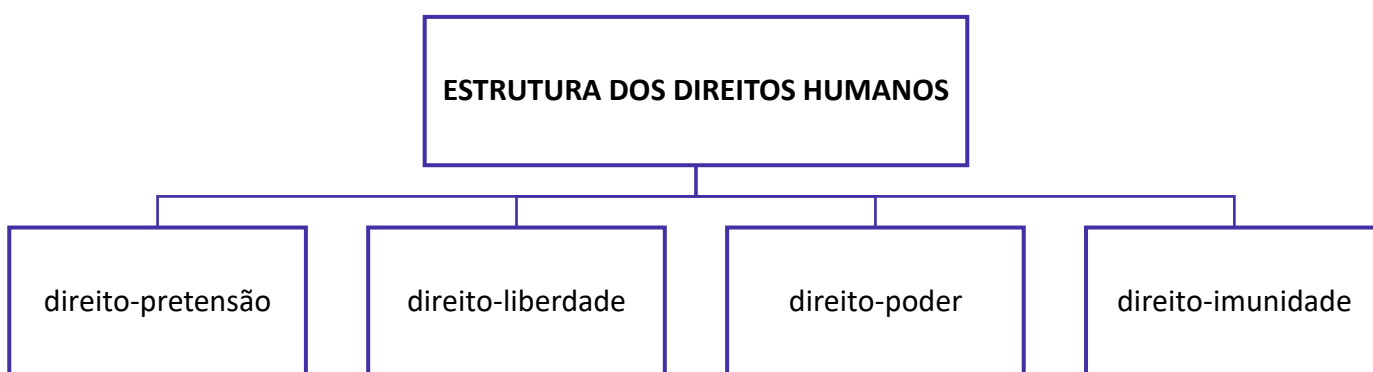 ESTRUTURA DOS DIREITOS HUMANOS
direito-pretensão
direito-liberdade
direito-poder
direito-imunidade